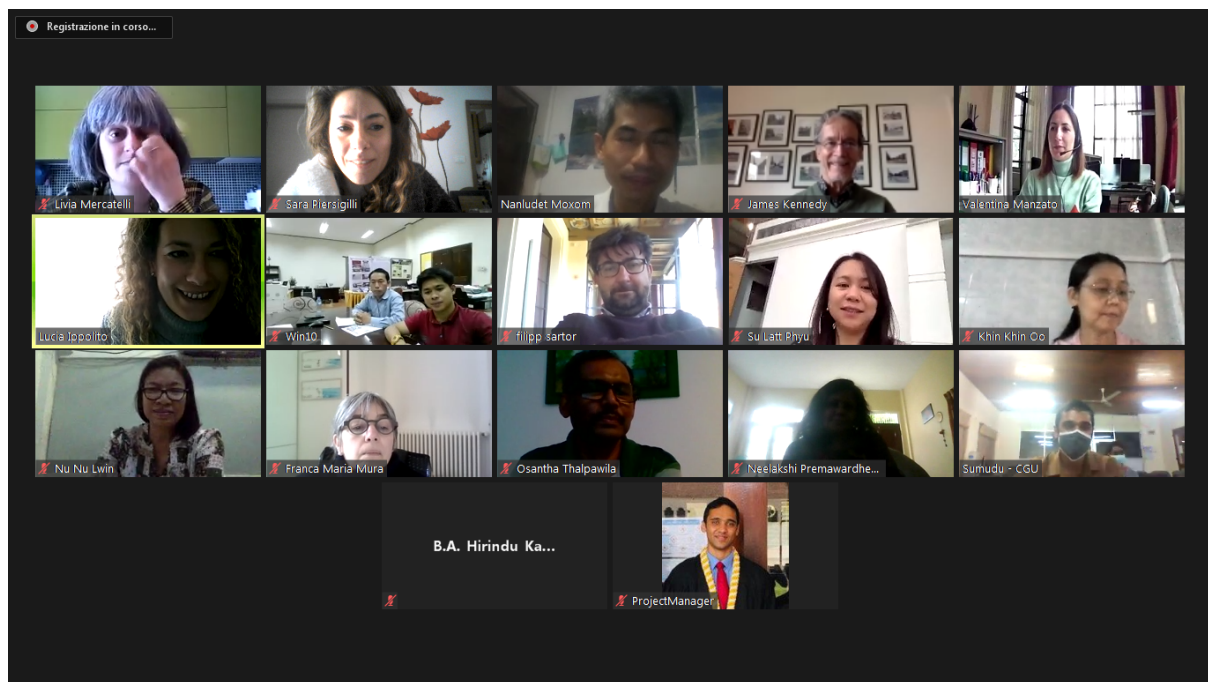 Registrazione in corso...
Livia Mercatelli
Sara Piersigilli
Nanludet Moxom
James Kennedy
Valentina Manzato
Lucia Ippolito
Win10
filipp sartor
Su Latt Phyu
Khin Khin Oo
Nu Nu Lwin
Franca Maria Mura
Osantha Thalpawila
Neelakshi Premawardhe...
Sumudu - CGU
B.A. Hirindu Ka...
ProjectManager